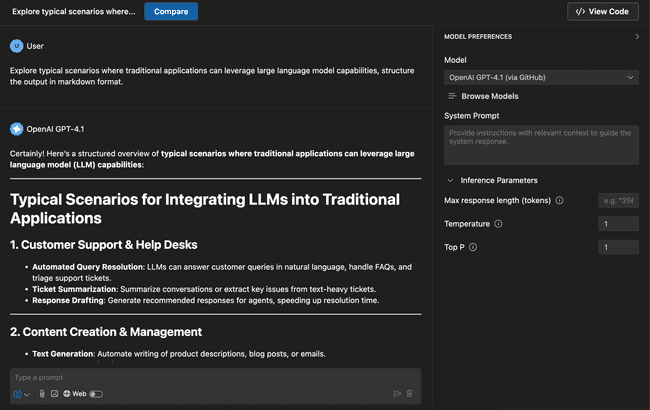 Explore typical scenarios where...
Compare
View Code
U
User
Explore typical scenarios where traditional applications can leverage large language model capabilities, structure
the output in markdown format.
OpenAI GPT-4.1
Certainly! Here's a structured overview of typical scenarios where traditional applications can leverage large
language model (LLM) capabilities:
Typical Scenarios for Integrating LLMs into Traditional
Applications
1. Customer Support & Help Desks
• Automated Query Resolution: LLMs can answer customer queries in natural language, handle FAQs, and
triage support tickets.
• Ticket Summarization: Summarize conversations or extract key issues from text-heavy tickets.
• Response Drafting: Generate recommended responses for agents, speeding up resolution time.
2. Content Creation & Management
• Text Generation: Automate writing of product descriptions, blog posts, or emails.
Type a prompt
Web
MODEL PREFERENCES
Model
OpenAI GPT-4.1 (via GitHub)
Browse Models
System Prompt
Provide instructions with relevant context to guide the
system response.
Inference Parameters
Max response length (tokens)
e.g. "256
Temperature
1
Top P
1